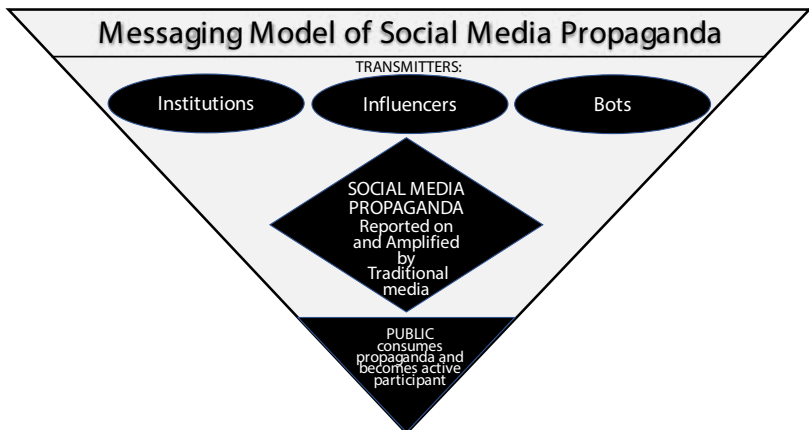 Messaging Model of Social Media Propaganda
TRANSMITTERS:
Institutions
Influencers
Bots
SOCIAL MEDIA
PROPAGANDA
Reported on
and Amplified
by
Traditional
media
PUBLIC
consumes
propaganda and
becomes active
participant